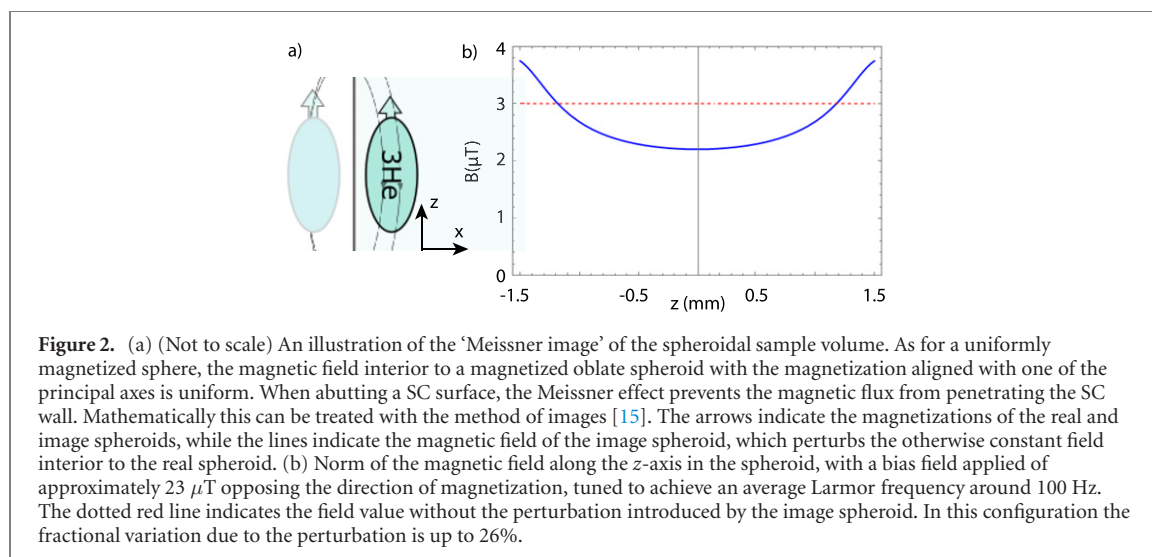 a)
b)
4
3
2
1
0
B(μT)
3He
z
x
-1.5
-0.5
z (mm)
0.5
1.5
Figure 2. (a) (Not to scale) An illustration of the ‘Meissner image’ of the spheroidal sample volume. As for a uniformly
magnetized sphere, the magnetic field interior to a magnetized oblate spheroid with the magnetization aligned with one of the
principal axes is uniform. When abutting a SC surface, the Meissner effect prevents the magnetic flux from penetrating the SC
wall. Mathematically this can be treated with the method of images [15]. The arrows indicate the magnetizations of the real and
image spheroids, while the lines indicate the magnetic field of the image spheroid, which perturbs the otherwise constant field
interior to the real spheroid. (b) Norm of the magnetic field along the z-axis in the spheroid, with a bias field applied of
approximately 23 μT opposing the direction of magnetization, tuned to achieve an average Larmor frequency around 100 Hz.
The dotted red line indicates the field value without the perturbation introduced by the image spheroid. In this configuration the
fractional variation due to the perturbation is up to 26%.